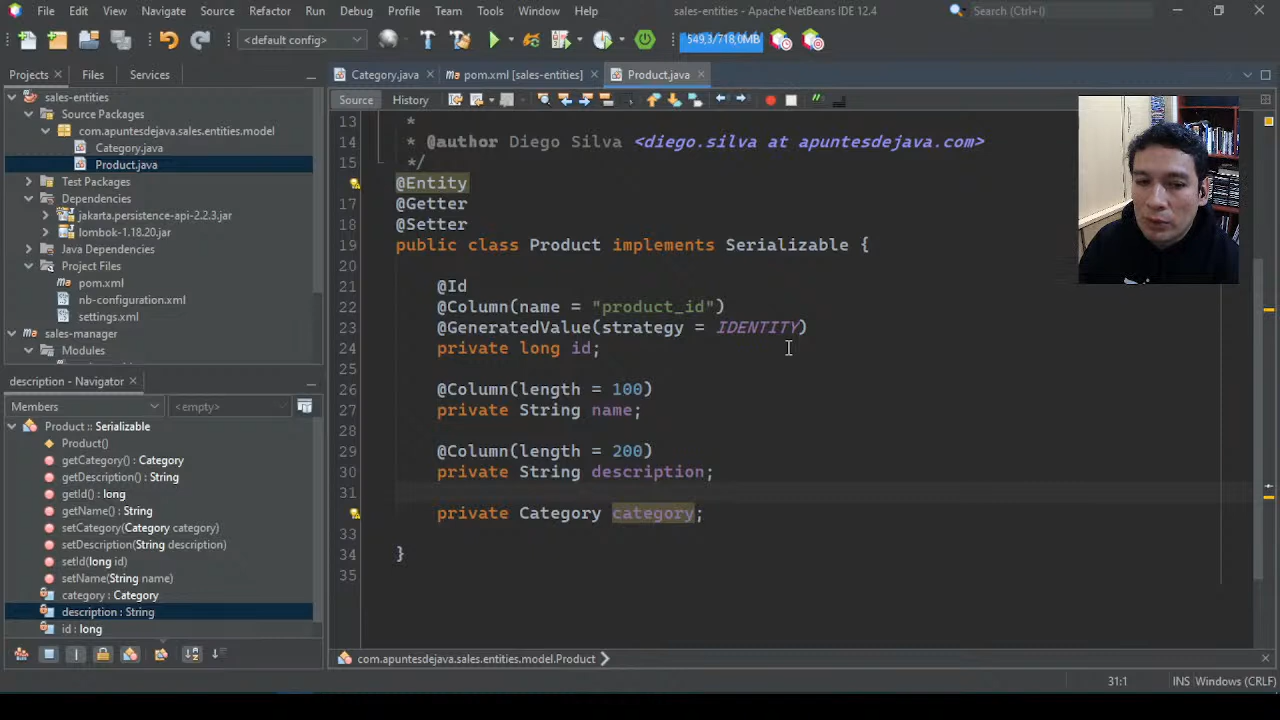 File Edit View Navigate Source Refactor Run Debug Profile Team Tools Window Help sales-entities - Apache NetBeans IDE 12.4 Search (Ctrl+I)
<default config> 549,3/718,0MB
Projects Files Services
sales-entities
Source Packages
com.apuntesdejava.sales.entities.model
Category.java
Product.java
Test Packages
Dependencies
jakarta.persistence-api-2.2.3.jar
lombok-1.18.20.jar
Java Dependencies
Project Files
pom.xml
nb-configuration.xml
settings.xml
sales-manager
Modules
description - Navigator
Members <empty>
Product :: Serializable
Product()
getCategory() : Category
getDescription() : String
getId() : long
getName() : String
setCategory(Category category)
setDescription(String description)
setId(long id)
setName(String name)
category : Category
description : String
id : long
Category.java pom.xml [sales-entities] Product.java
Source History
13 *
14 * @author Diego Silva <diego.silva at apuntesdejava.com>
15 */
@Entity
17 @Getter
18 @Setter
19 public class Product implements Serializable {
20
21 @Id
22 @Column(name = "product_id")
23 @GeneratedValue(strategy = IDENTITY)
24 private long id;
25
26 @Column(length = 100)
27 private String name;
28
29 @Column(length = 200)
30 private String description;
31
private Category category;
33
34 }
35
com.apuntesdejava.sales.entities.model.Product
31:1 INS Windows (CRLF)